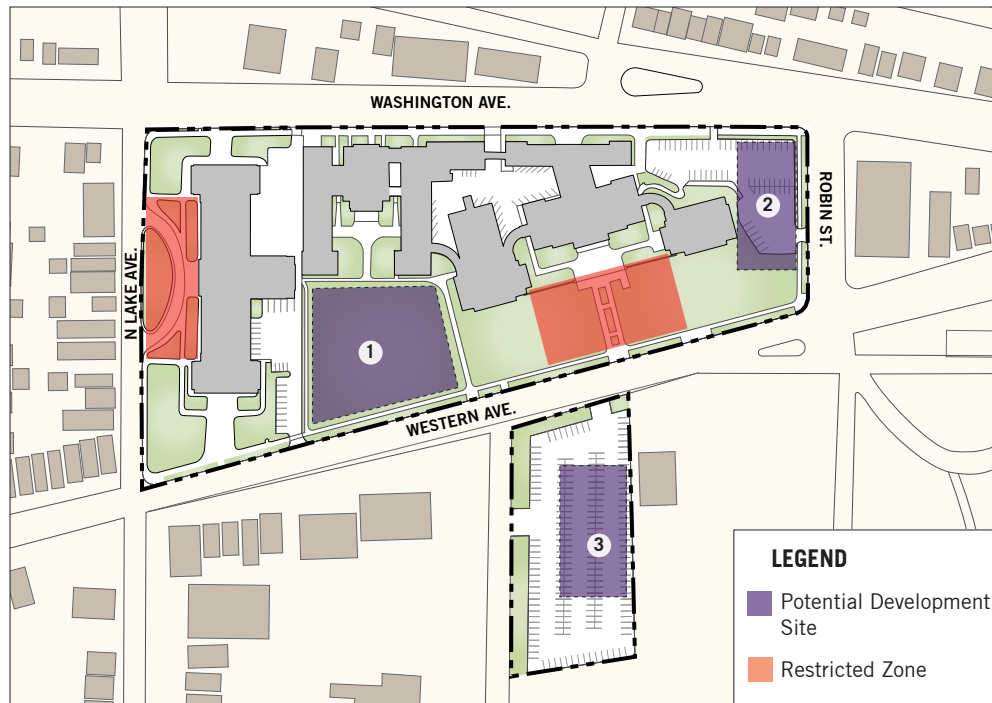 WASHINGTON AVE.
N LAKE AVE.
ROBIN ST.
2
1
WESTERN AVE.
3
LEGEND
Potential Development
Site
Restricted Zone